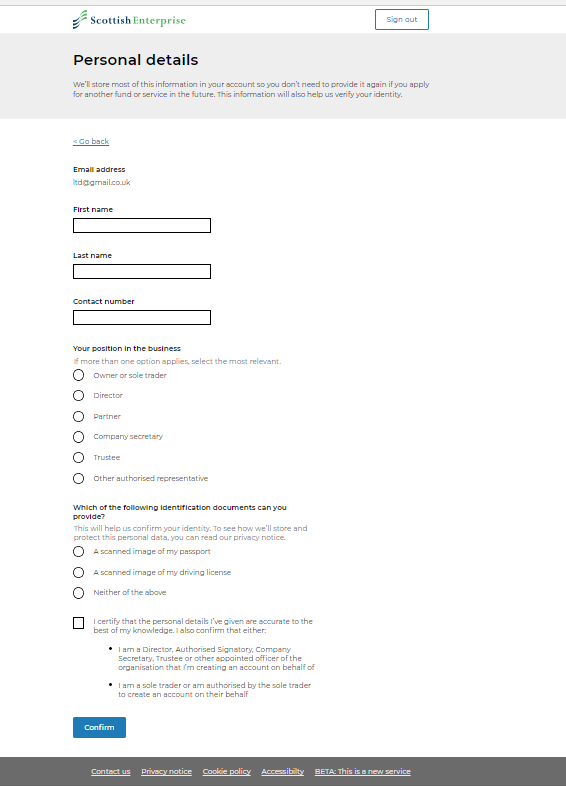 Scottish Enterprise
Sign out
Personal details
We'll store most of this information in your account so you don't need to provide it again if you apply
for another fund or service in the future. This information will also help us verify your identity.
< Go back
Email address
ltd@gmail.co.uk
First name
Last name
Contact number
Your position in the business
If more than one option applies, select the most relevant.
Owner or sole trader
Director
Partner
Company secretary
Trustee
Other authorised representative
Which of the following identification documents can you
provide?
This will help us confirm your identity. To see how we'll store and
protect this personal data, you can read our privacy notice.
A scanned image of my passport
A scanned image of my driving license
Neither of the above
I certify that the personal details I've given are accurate to the
best of my knowledge. I also confirm that either:
• I am a Director, Authorised Signatory, Company
Secretary, Trustee or other appointed officer of the
organisation that I'm creating an account on behalf of
• I am a sole trader or am authorised by the sole trader
to create an account on their behalf
Confirm
Contact us Privacy notice Cookie policy Accessibilty BETA: This is a new service